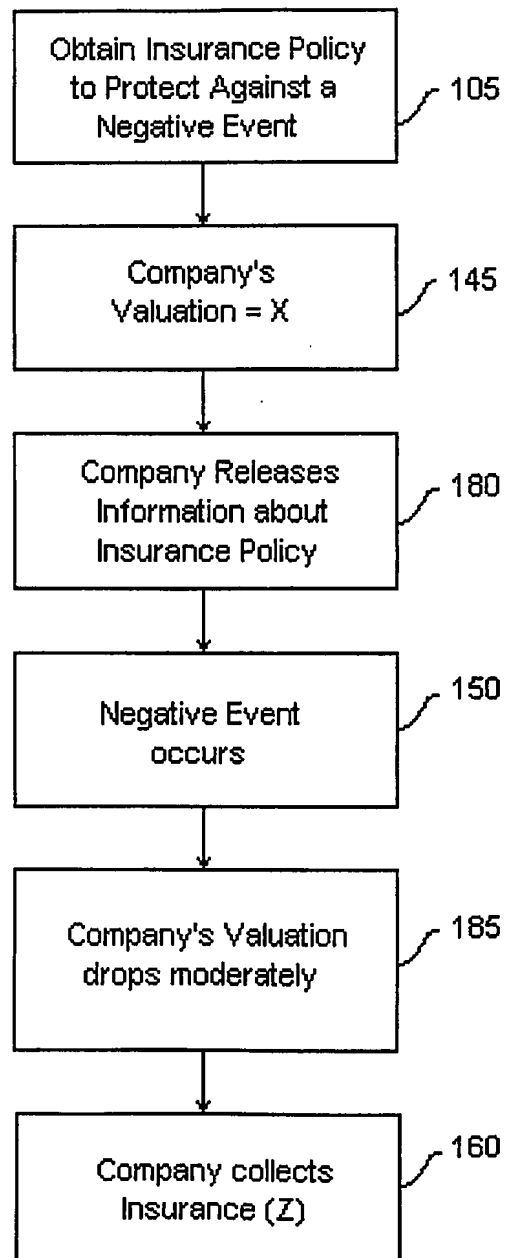 Obtain Insurance Policy
to Protect Against a
Negative Event
105
Company's
Valuation = X
145
Company Releases
Information about
Insurance Policy
180
Negative Event
occurs
150
Company's Valuation
drops moderately
185
Company collects
Insurance (Z)
160